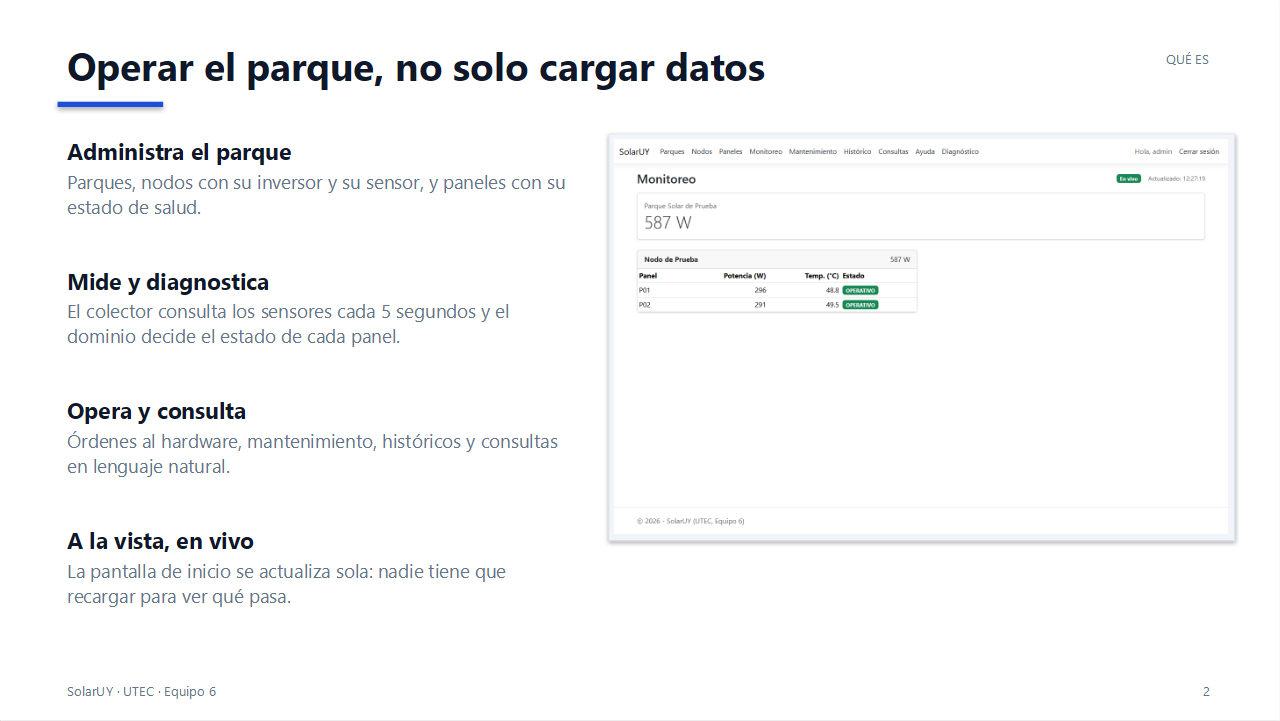 Operar el parque, no solo cargar datos
QUÉ ES
Administra el parque
Parques, nodos con su inversor y su sensor, y paneles con su
estado de salud.
Mide y diagnostica
El colector consulta los sensores cada 5 segundos y el
dominio decide el estado de cada panel.
Opera y consulta
Órdenes al hardware, mantenimiento, históricos y consultas
en lenguaje natural.
A la vista, en vivo
La pantalla de inicio se actualiza sola: nadie tiene que
recargar para ver qué pasa.
SolarUY Parques Nodos Paneles Monitoreo Mantenimiento Histórico Consultas Ayuda Diagnóstico Hola, admin Cerrar sesión
Monitoreo En vivo Actualizado: 12:27:19
Parque Solar de Prueba
587 W
Nodo de Prueba 587 W
Panel Potencia (W) Temp. (°C) Estado
P01 296 48.8 OPERATIVO
P02 291 49.5 OPERATIVO
© 2026 - SolarUY (UTEC, Equipo 6)
SolarUY · UTEC · Equipo 6
2